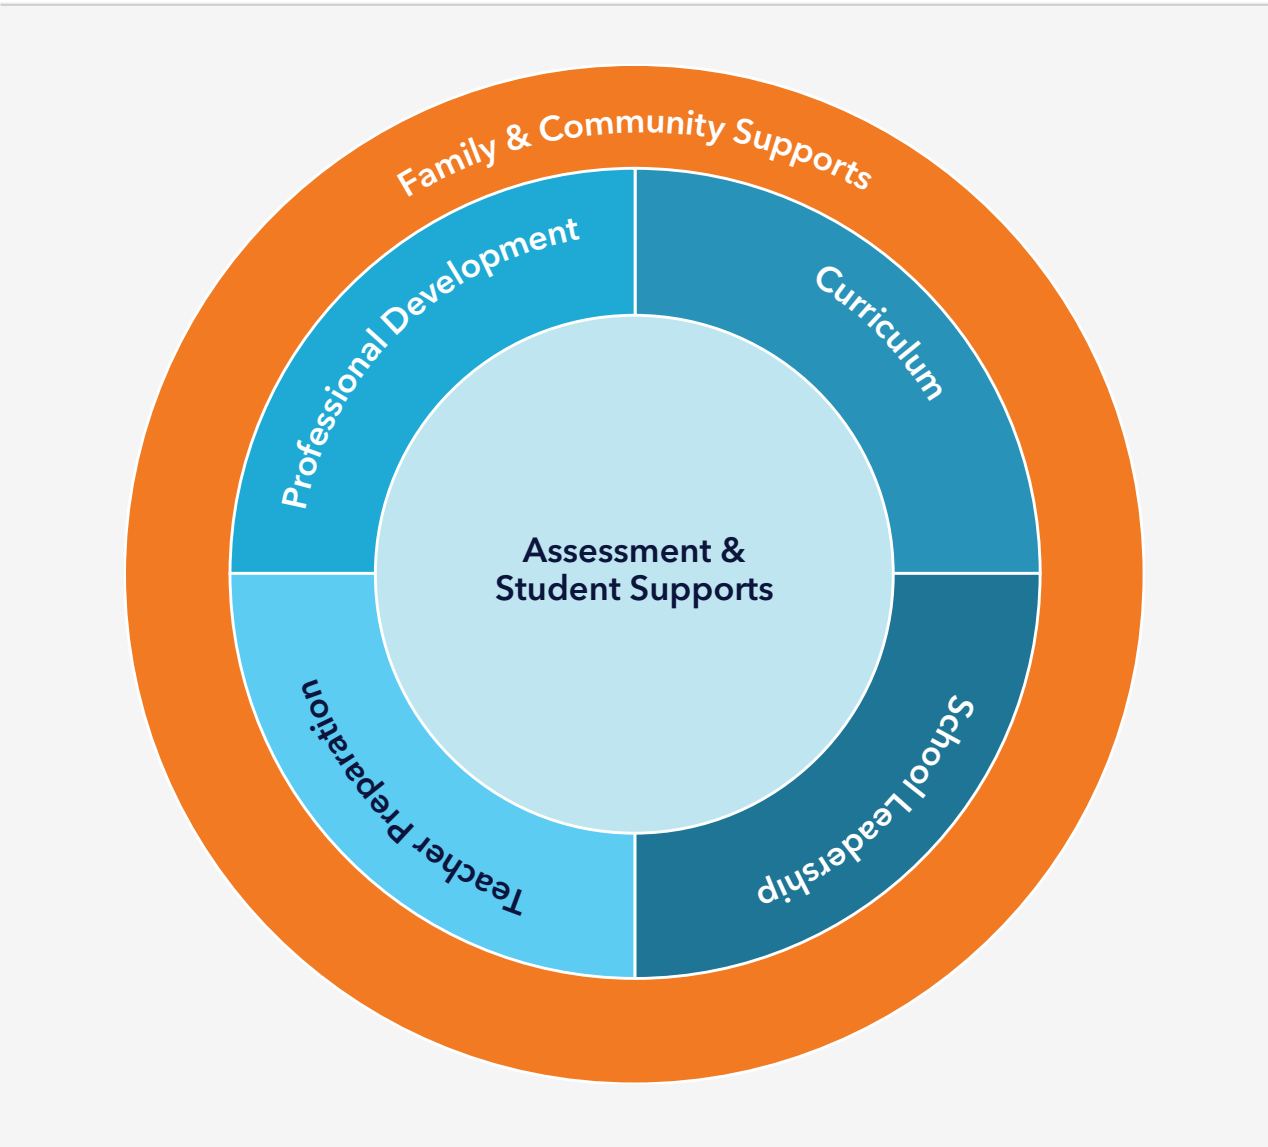 Family & Community Supports
Professional Development
Curriculum
Assessment &
Student Supports
Teacher Preparation
School Leadership